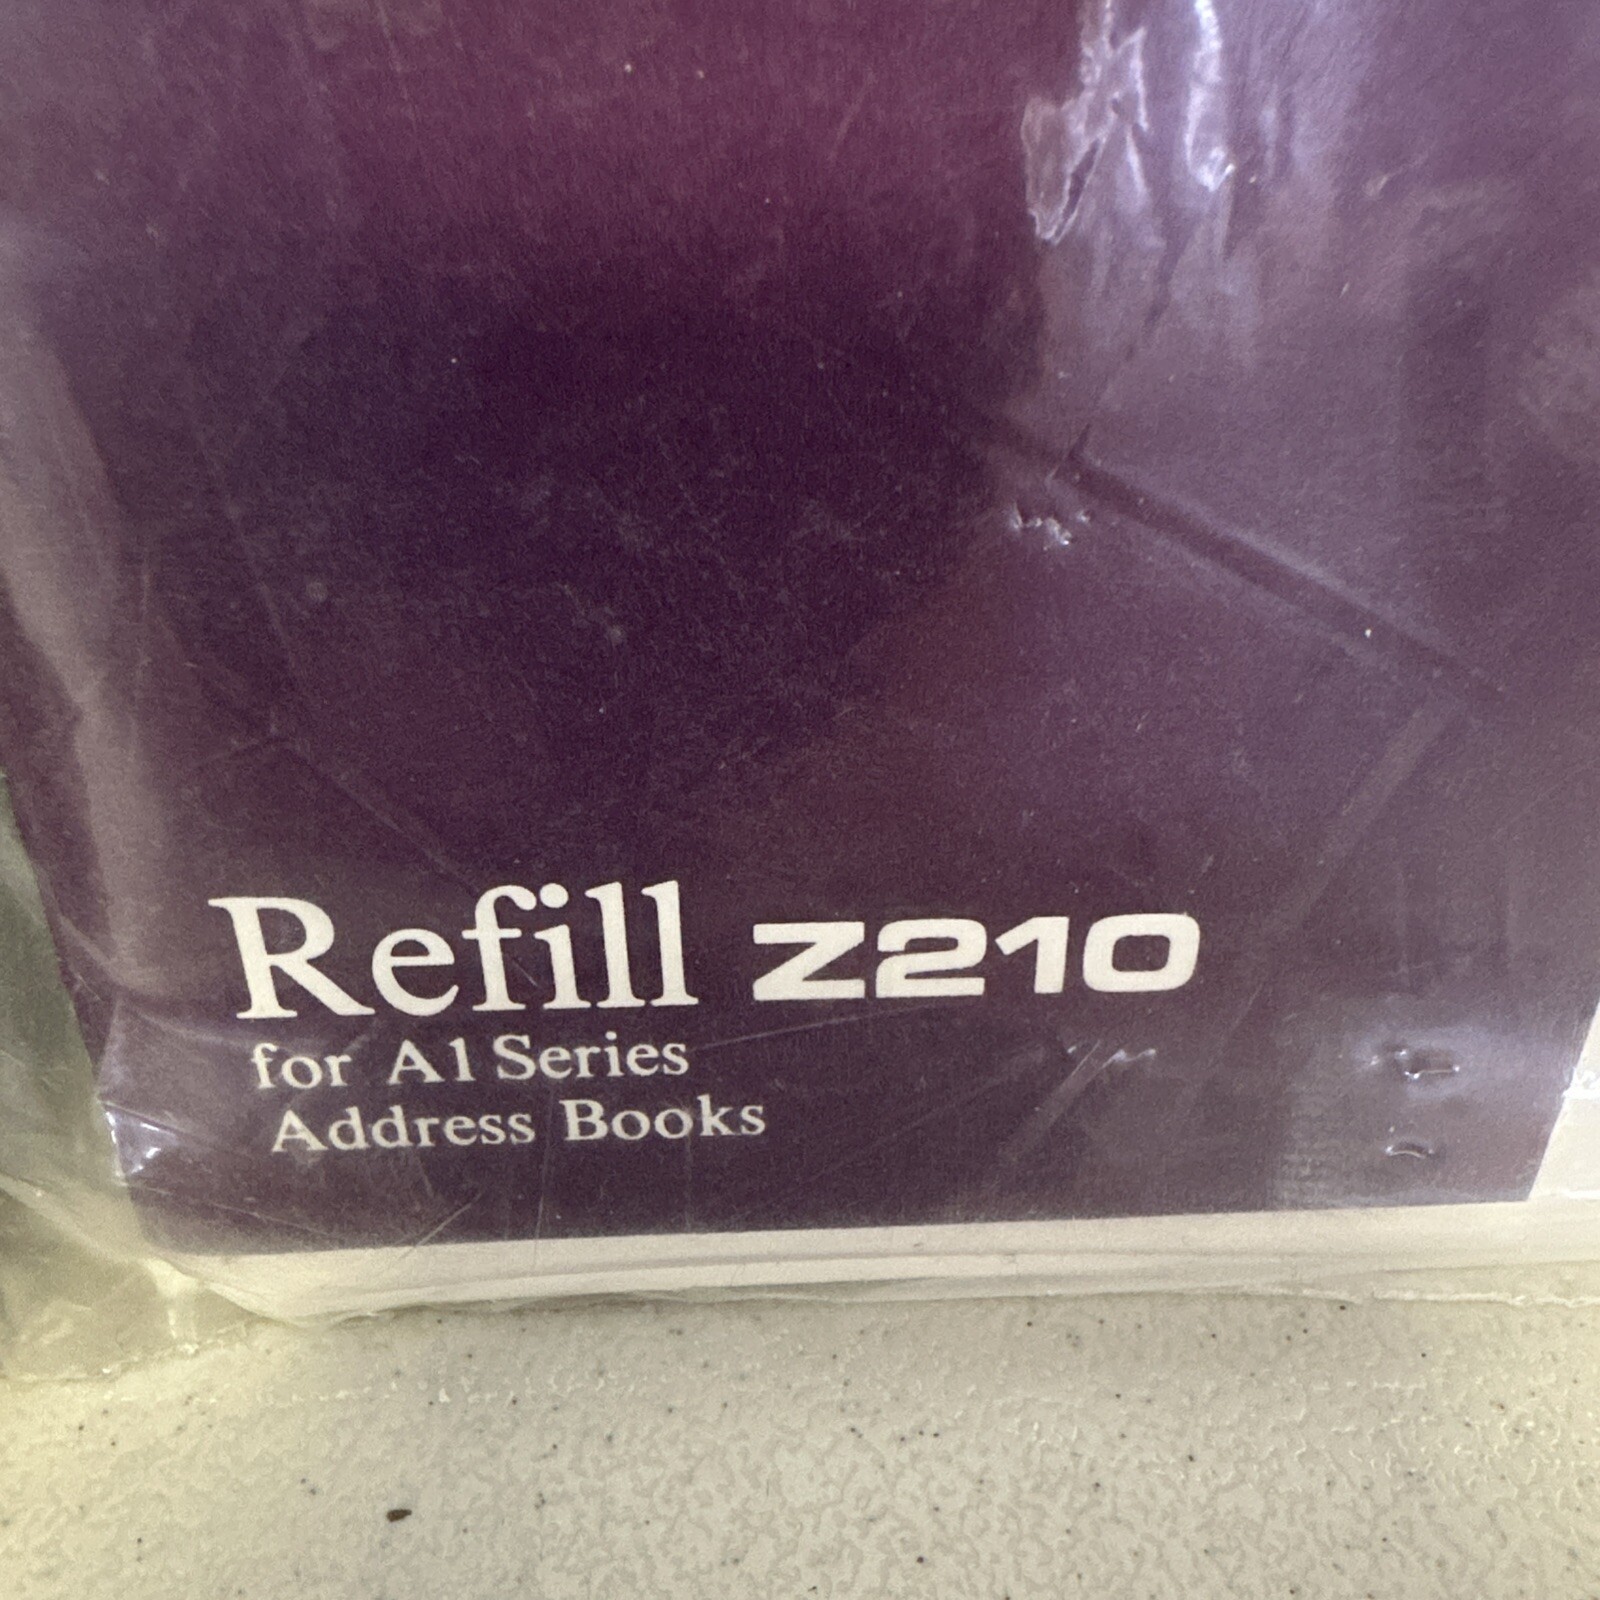 Refill Z210
for A1 Series
Address Books